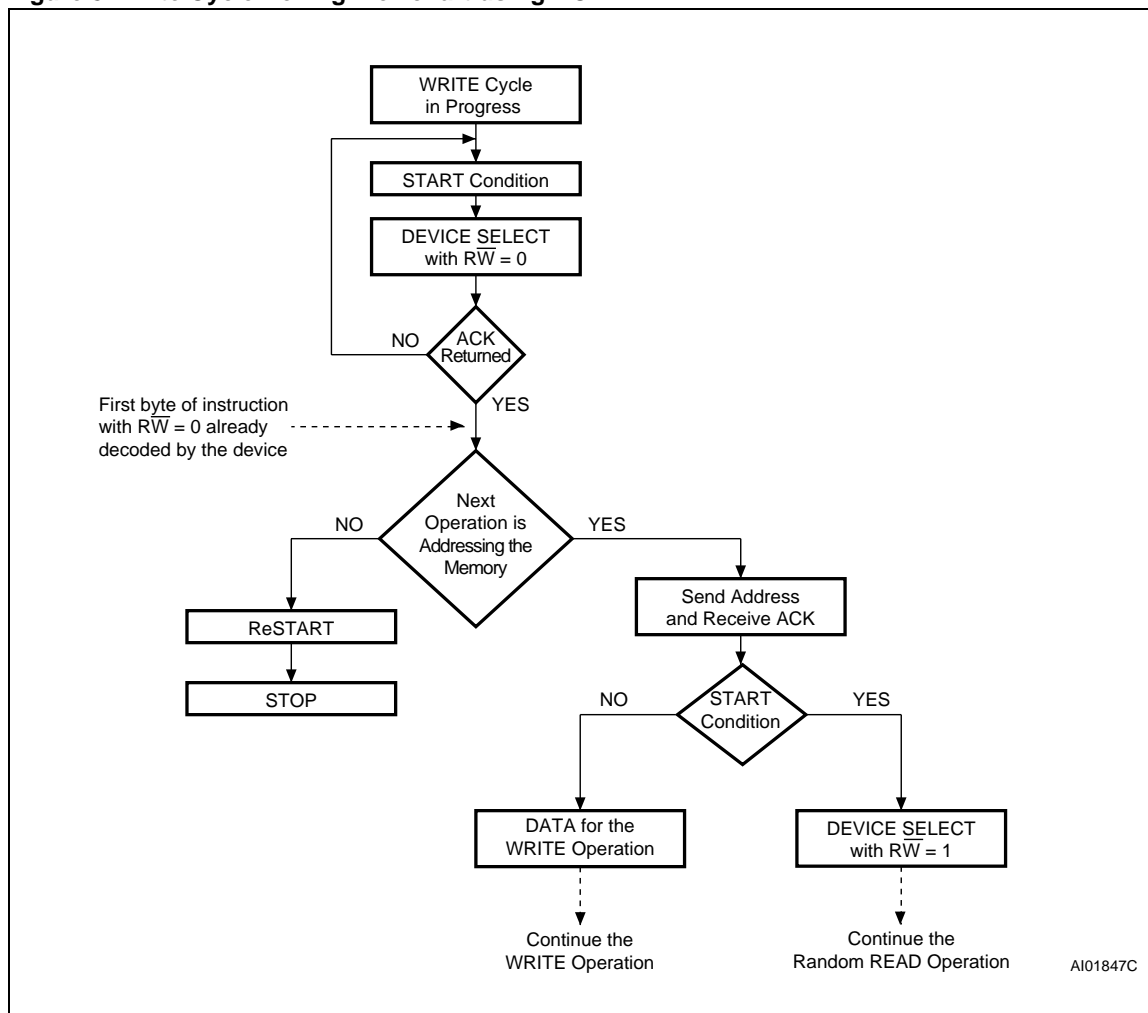 WRITE Cycle
in Progress
START Condition
DEVICE SELECT
with RW̅ = 0
NO
ACK
Returned
YES
First byte of instruction
with RW̅ = 0 already
decoded by the device
Next
Operation is
Addressing the
Memory
NO
YES
ReSTART
STOP
Send Address
and Receive ACK
START
Condition
NO
YES
DATA for the
WRITE Operation
DEVICE SELECT
with RW̅ = 1
Continue the
WRITE Operation
Continue the
Random READ Operation
AI01847C